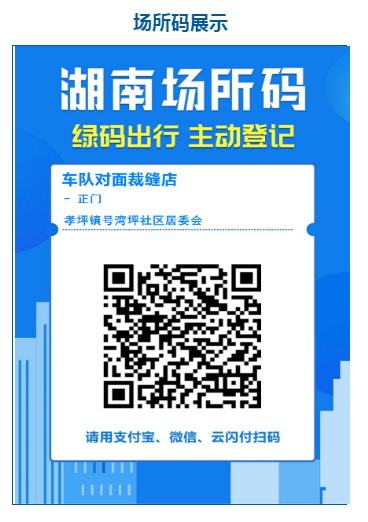 场所码展示
湖南场所码
绿码出行 主动登记
车队对面裁缝店
- 正门
孝坪镇号湾坪社区居委会
请用支付宝、微信、云闪付扫码